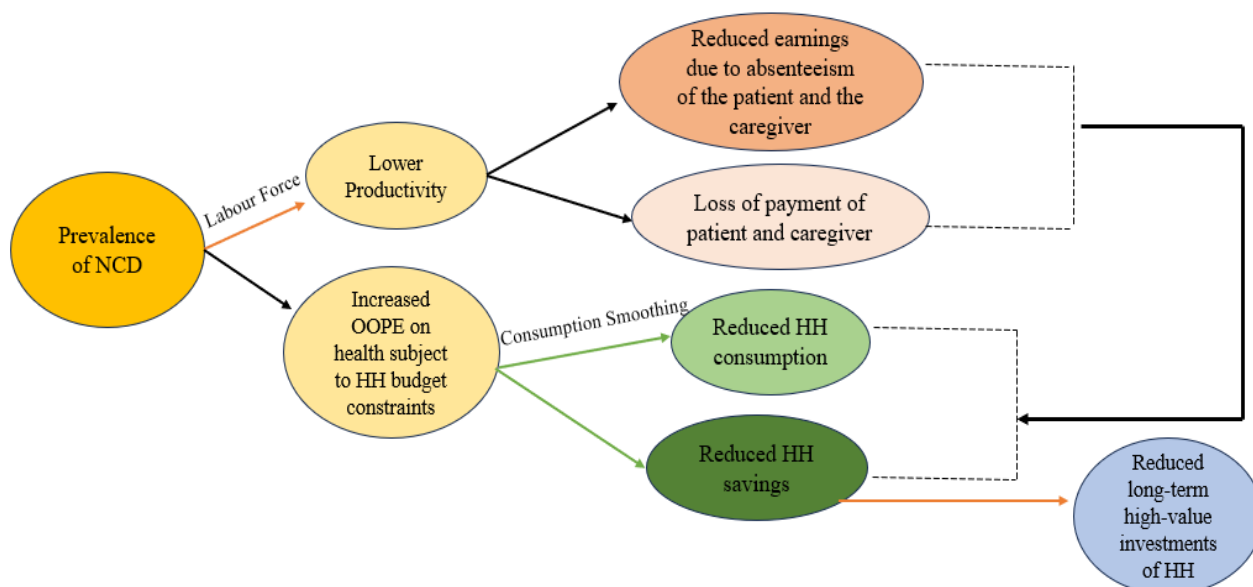 Prevalence
of NCD
Labour Force
Lower
Productivity
Reduced earnings
due to absenteeism
of the patient and the
caregiver
Loss of payment of
patient and caregiver
Increased
OOPE on
health subject
to HH budget
constraints
Consumption Smoothing
Reduced HH
consumption
Reduced HH
savings
Reduced
long-term
high-value
investments
of HH